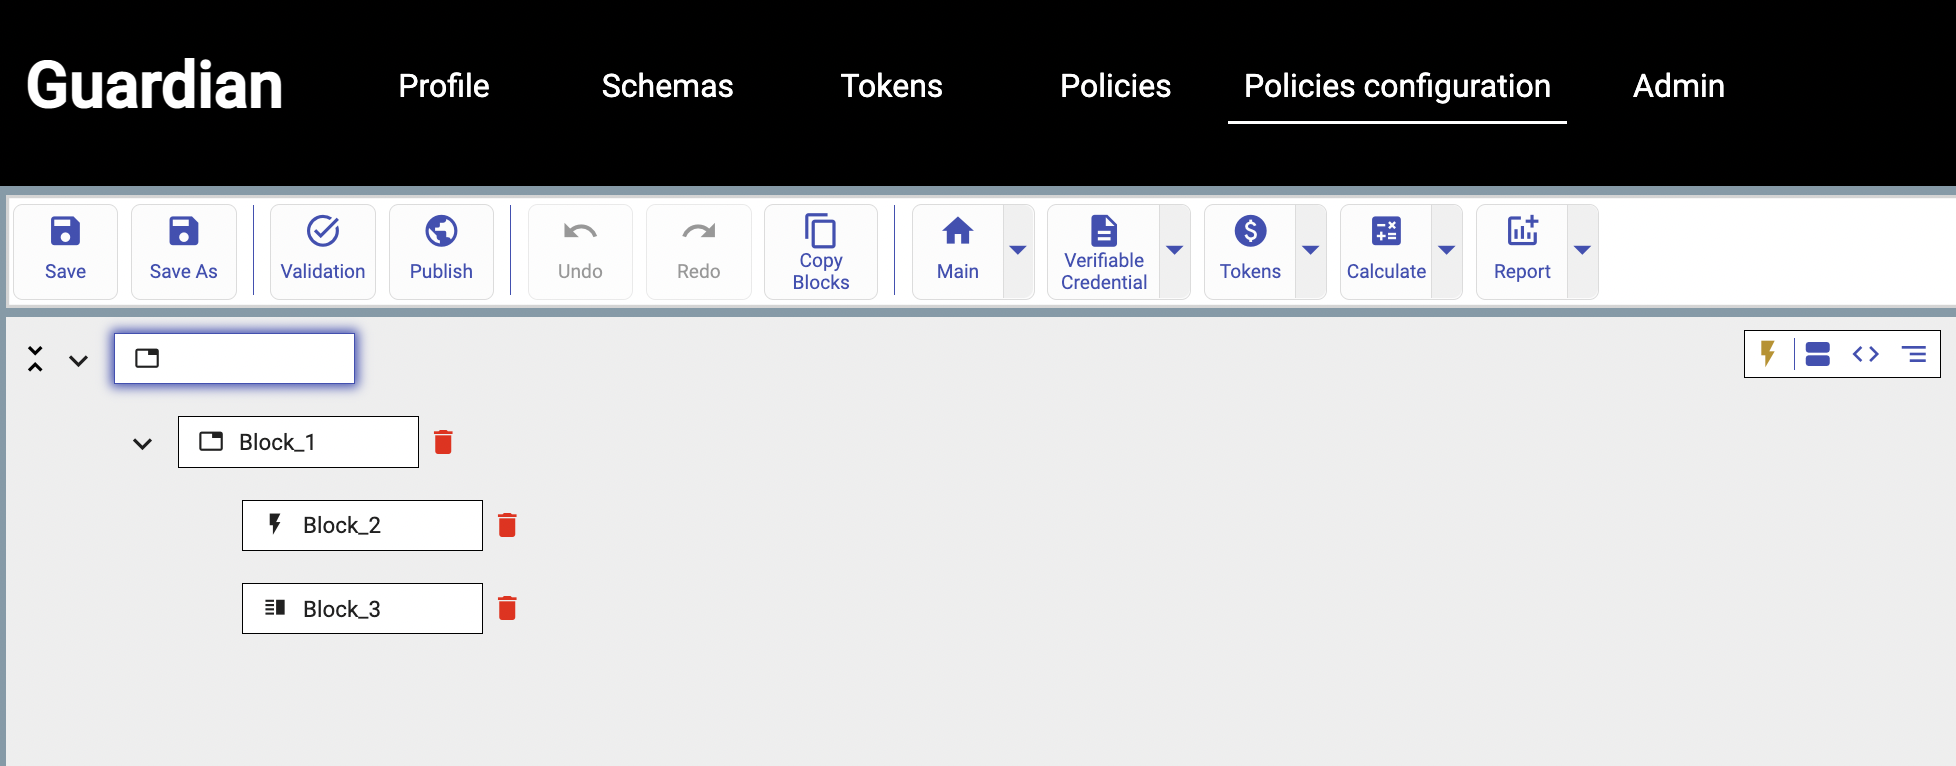 Guardian
Profile
Schemas
Tokens
Policies
Policies configuration
Admin
Save
Save As
Validation
Publish
Undo
Redo
Copy
Blocks
Main
Verifiable
Credential
Tokens
Calculate
Report
Block_1
Block_2
Block_3